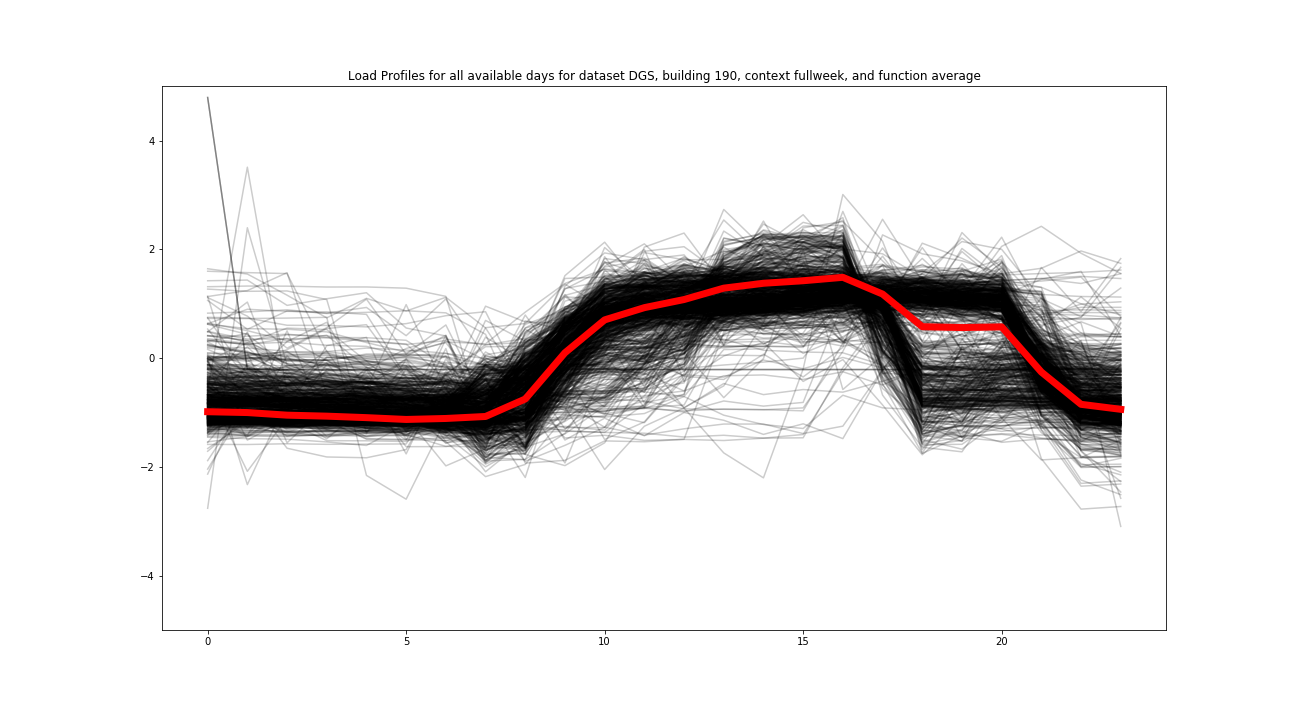 Load Profiles for all available days for dataset DGS, building 190, context fullweek, and function average
4
2
0
−2
−4
0 5 10 15 20